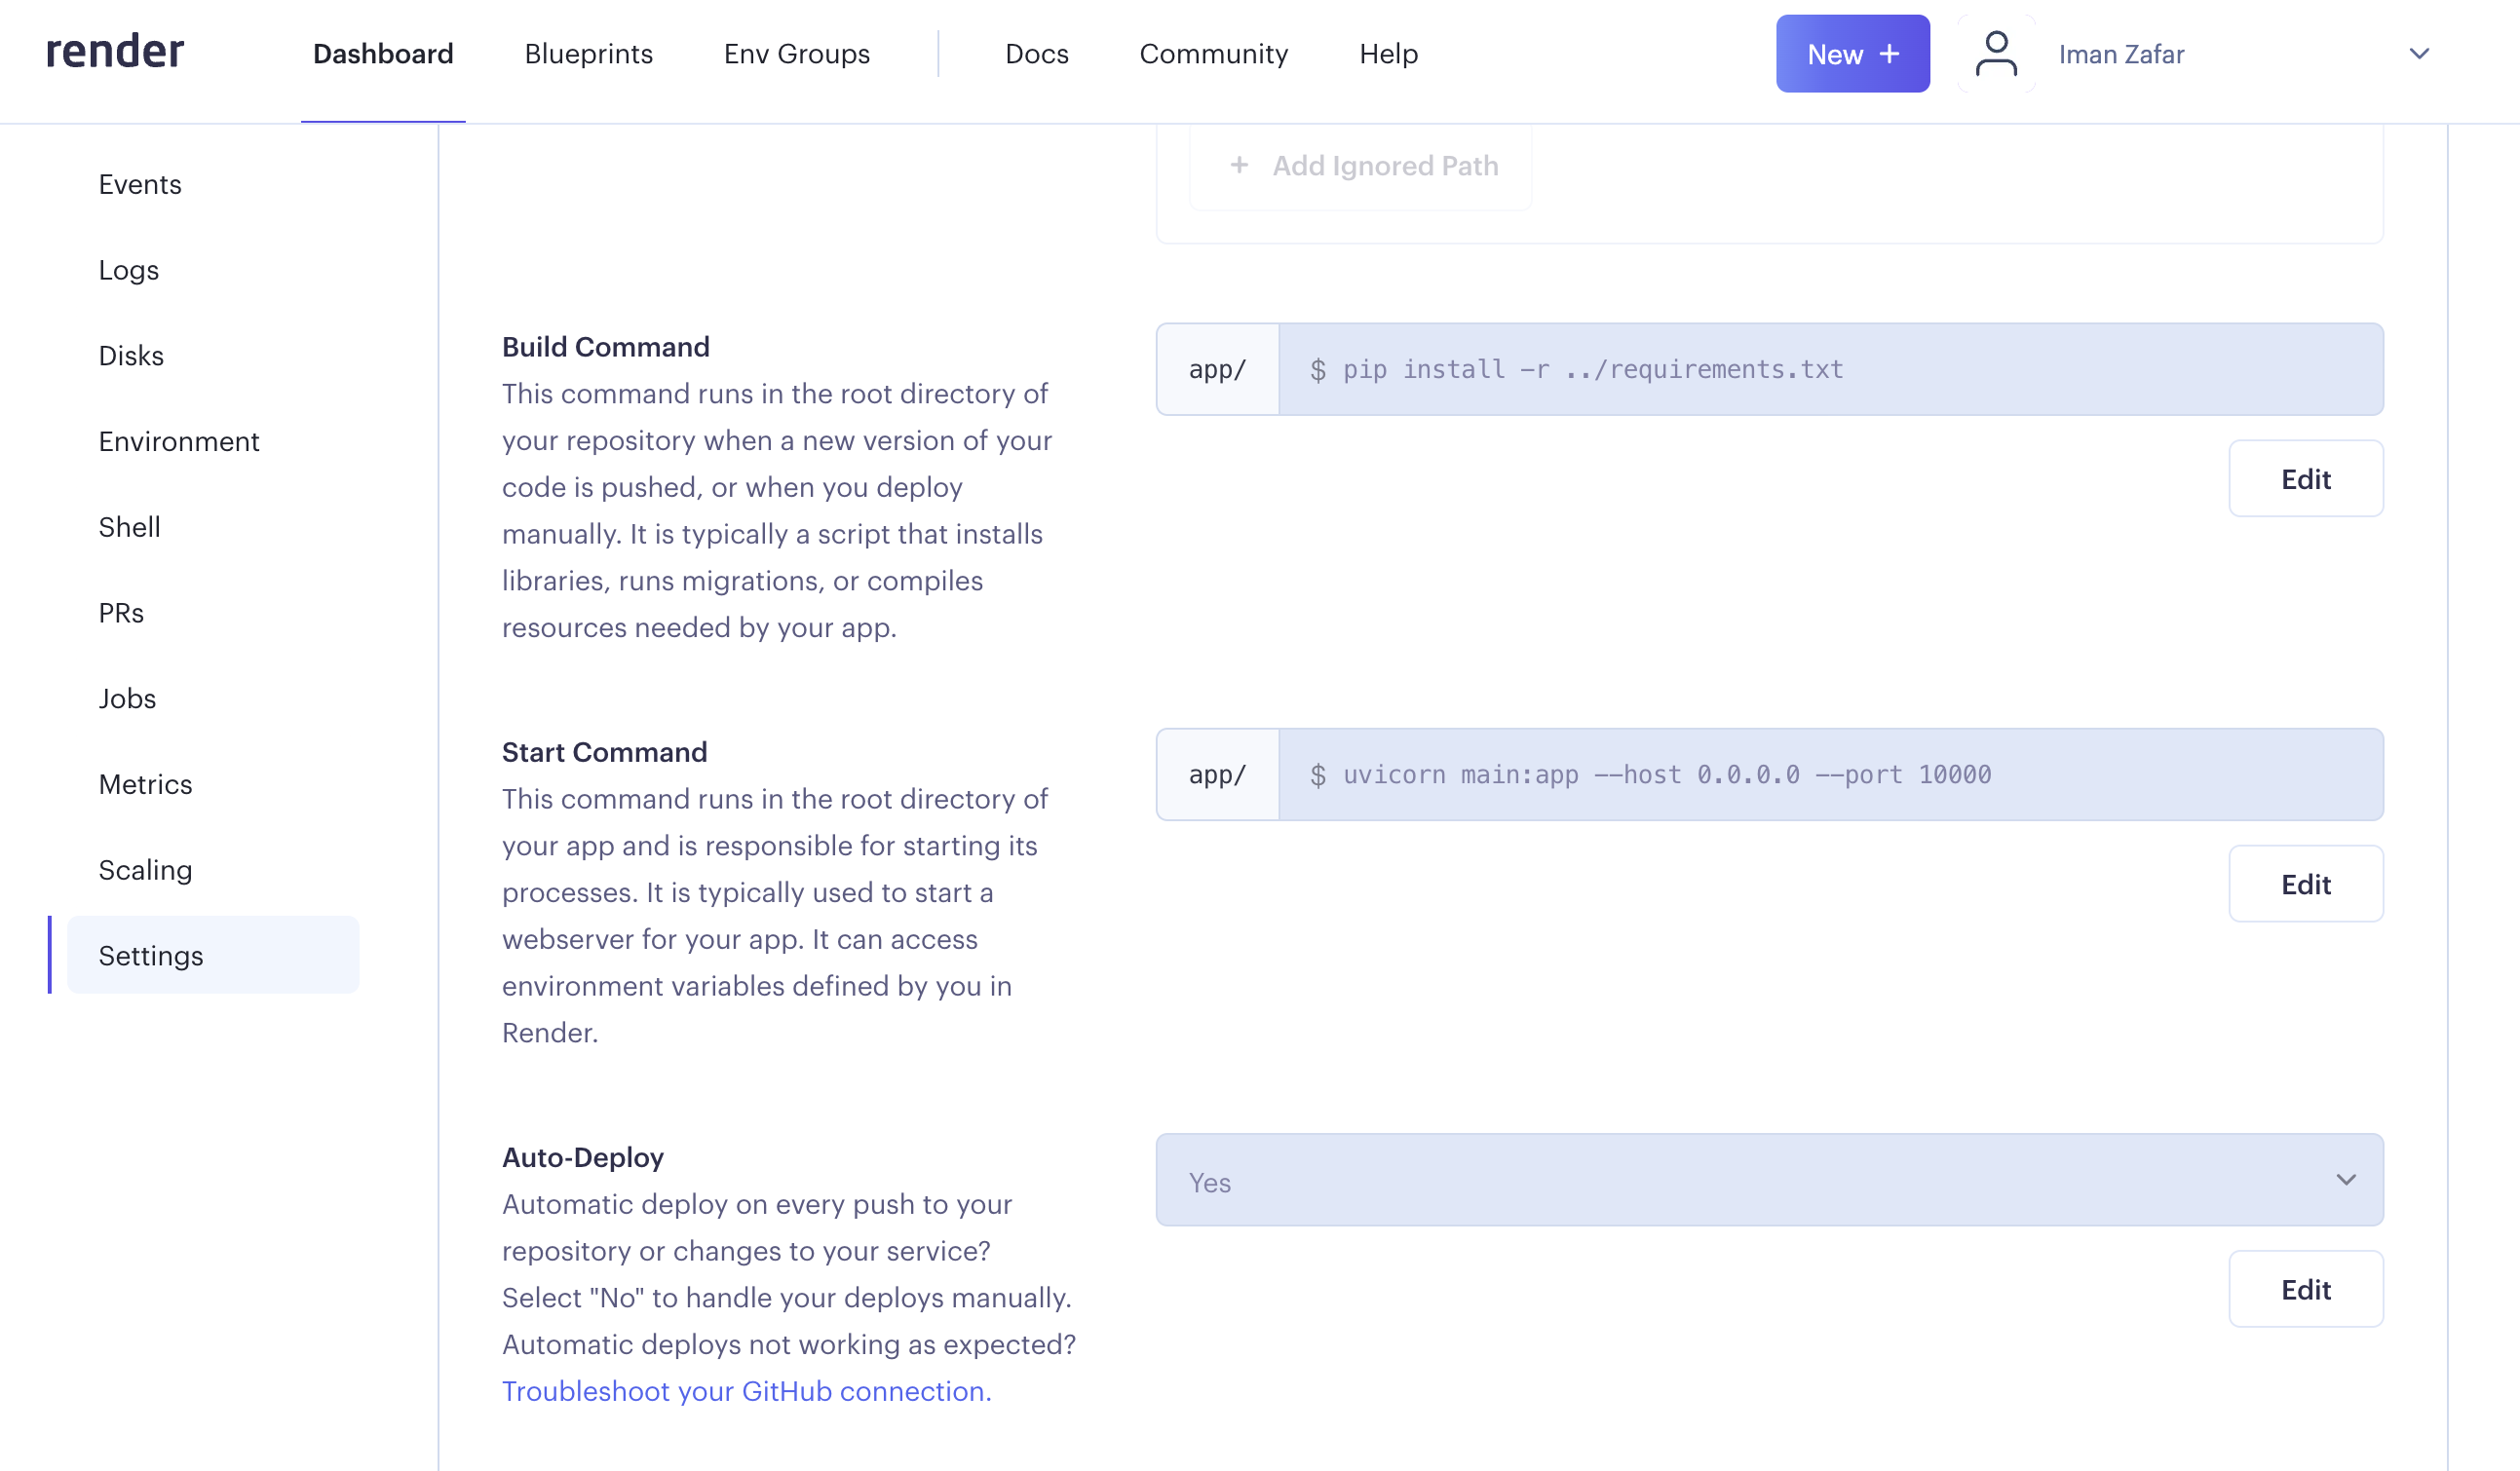 render
Dashboard
Blueprints
Env Groups
Docs
Community
Help
New +
Iman Zafar
Events
Logs
Disks
Environment
Shell
PRs
Jobs
Metrics
Scaling
Settings
+ Add Ignored Path
Build Command
This command runs in the root directory of
your repository when a new version of your
code is pushed, or when you deploy
manually. It is typically a script that installs
libraries, runs migrations, or compiles
resources needed by your app.
app/ $ pip install -r ../requirements.txt
Edit
Start Command
This command runs in the root directory of
your app and is responsible for starting its
processes. It is typically used to start a
webserver for your app. It can access
environment variables defined by you in
Render.
app/ $ uvicorn main:app --host 0.0.0.0 --port 10000
Edit
Auto-Deploy
Automatic deploy on every push to your
repository or changes to your service?
Select "No" to handle your deploys manually.
Automatic deploys not working as expected?
Troubleshoot your GitHub connection.
Yes
Edit